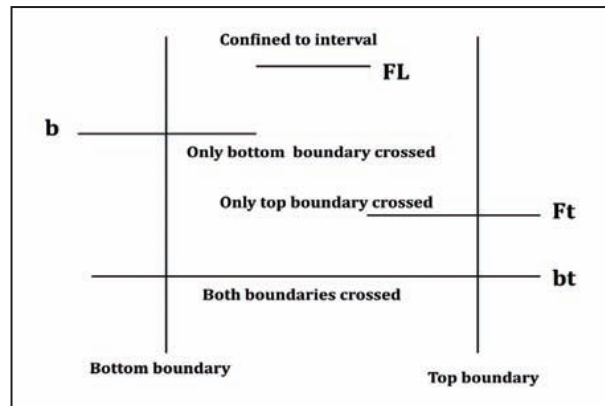 Confined to interval
FL
b
Only bottom boundary crossed
Only top boundary crossed
Ft
Both boundaries crossed
bt
Bottom boundary
Top boundary